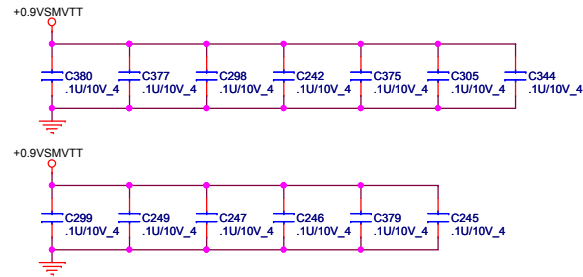 +0.9VSMVTT
C380 C377 C298 C242 C375 C305 C344
.1U/10V_4 .1U/10V_4 .1U/10V_4 .1U/10V_4 .1U/10V_4 .1U/10V_4 .1U/10V_4
+0.9VSMVTT
C299 C249 C247 C246 C379 C245
.1U/10V_4 .1U/10V_4 .1U/10V_4 .1U/10V_4 .1U/10V_4 .1U/10V_4